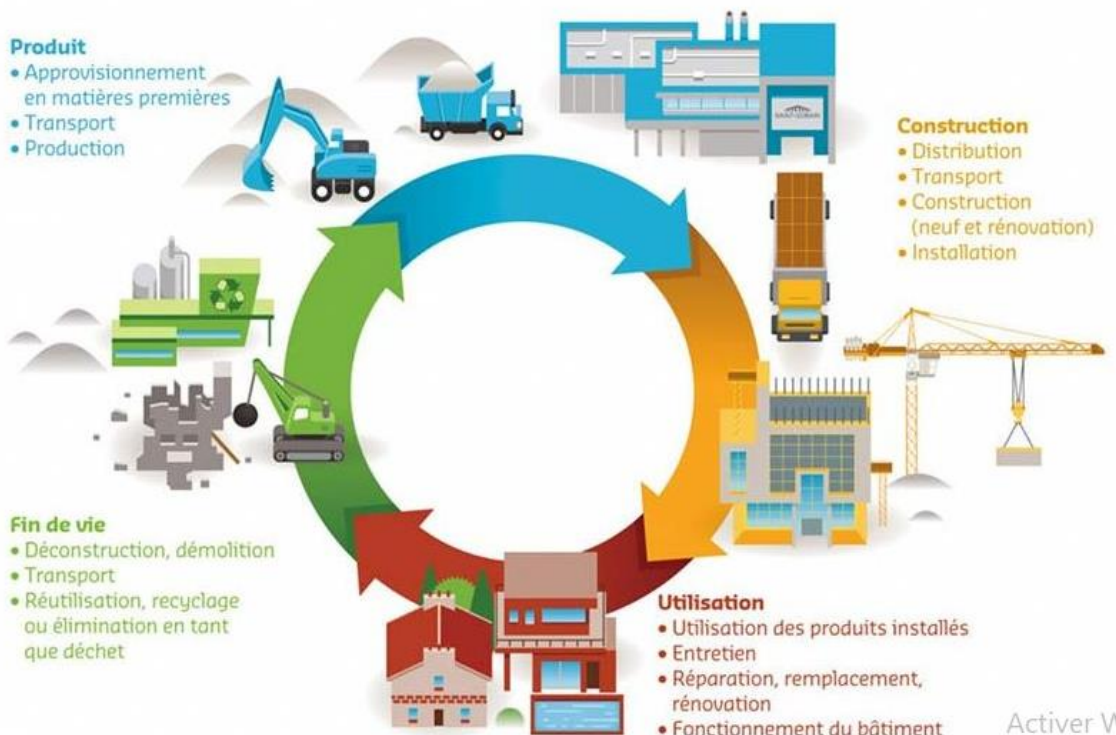 Produit
• Approvisionnement
en matières premières
• Transport
• Production
SAINT-GOBAIN
Construction
• Distribution
• Transport
• Construction
(neuf et rénovation)
• Installation
Fin de vie
• Déconstruction, démolition
• Transport
• Réutilisation, recyclage
ou élimination en tant
que déchet
Utilisation
• Utilisation des produits installés
• Entretien
• Réparation, remplacement,
rénovation
• Fonctionnement du bâtiment
Activer W